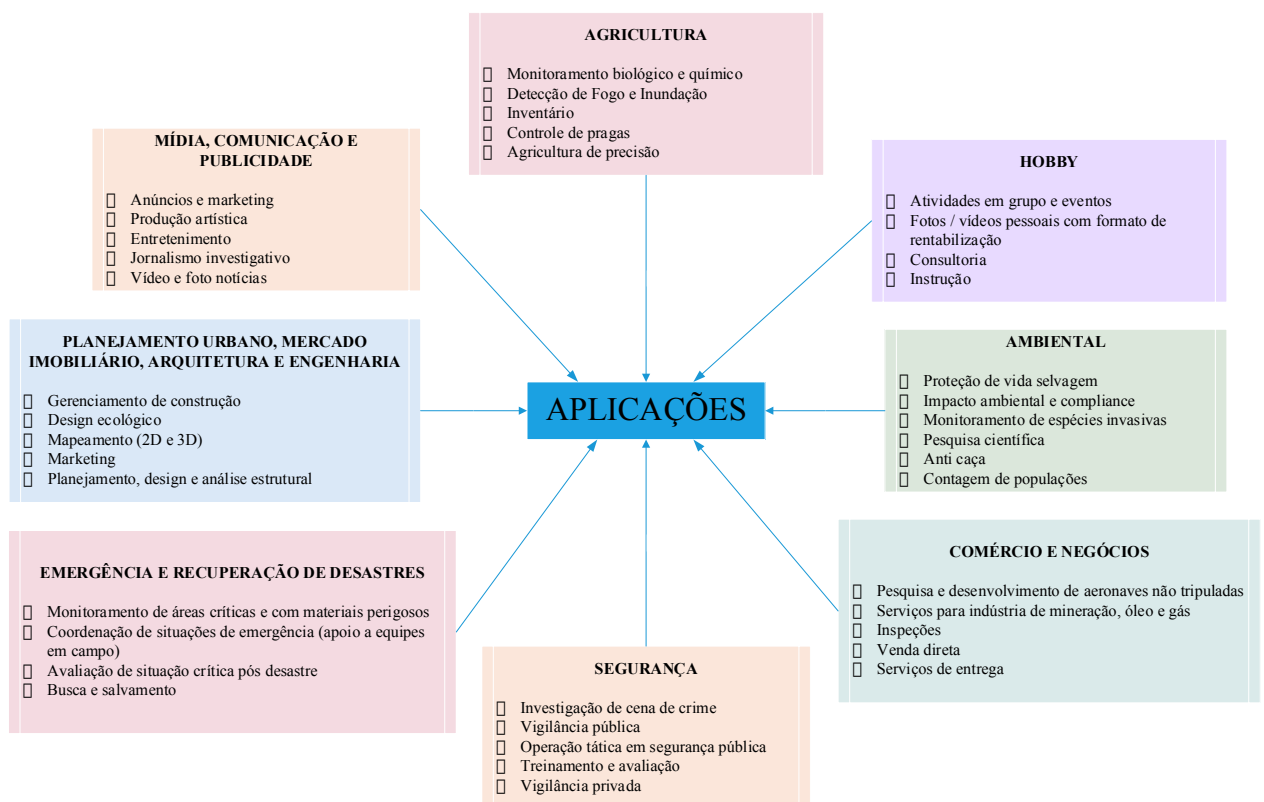 AGRICULTURA
Monitoramento biológico e químico
Detecção de Fogo e Inundação
Inventário
Controle de pragas
Agricultura de precisão
MÍDIA, COMUNICAÇÃO E
PUBLICIDADE
Anúncios e marketing
Produção artística
Entretenimento
Jornalismo investigativo
Vídeo e foto notícias
HOBBY
Atividades em grupo e eventos
Fotos / vídeos pessoais com formato de
rentabilização
Consultoria
Instrução
PLANEJAMENTO URBANO, MERCADO
IMOBILIÁRIO, ARQUITETURA E ENGENHARIA
Gerenciamento de construção
Design ecológico
Mapeamento (2D e 3D)
Marketing
Planejamento, design e análise estrutural
APLICAÇÕES
AMBIENTAL
Proteção de vida selvagem
Impacto ambiental e compliance
Monitoramento de espécies invasivas
Pesquisa científica
Anti caça
Contagem de populações
EMERGÊNCIA E RECUPERAÇÃO DE DESASTRES
Monitoramento de áreas críticas e com materiais perigosos
Coordenação de situações de emergência (apoio a equipes
em campo)
Avaliação de situação crítica pós desastre
Busca e salvamento
SEGURANÇA
Investigação de cena de crime
Vigilância pública
Operação tática em segurança pública
Treinamento e avaliação
Vigilância privada
COMÉRCIO E NEGÓCIOS
Pesquisa e desenvolvimento de aeronaves não tripuladas
Serviços para indústria de mineração, óleo e gás
Inspeções
Venda direta
Serviços de entrega